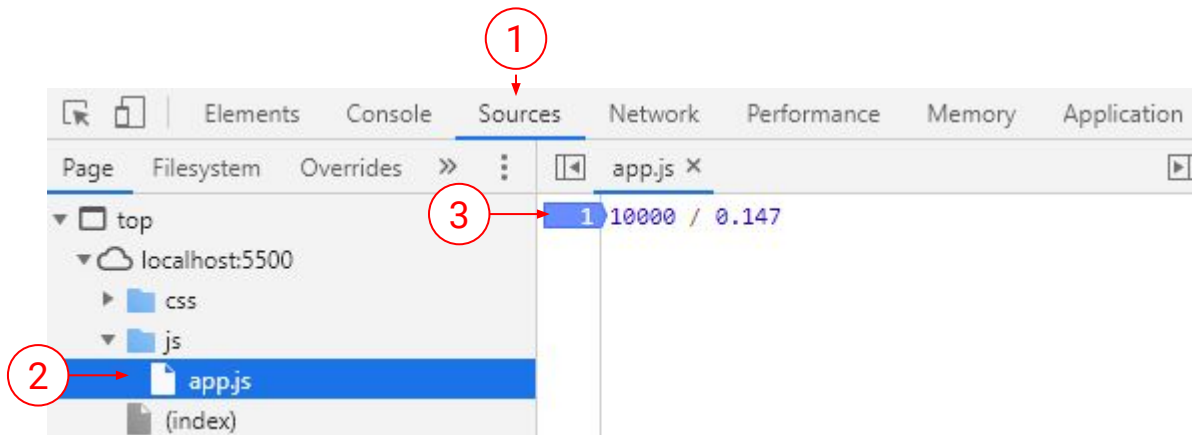 1
Elements Console Sources Network Performance Memory Application
Page Filesystem Overrides » app.js ×
top
3
1 10000 / 0.147
localhost:5500
css
js
2
app.js
(index)